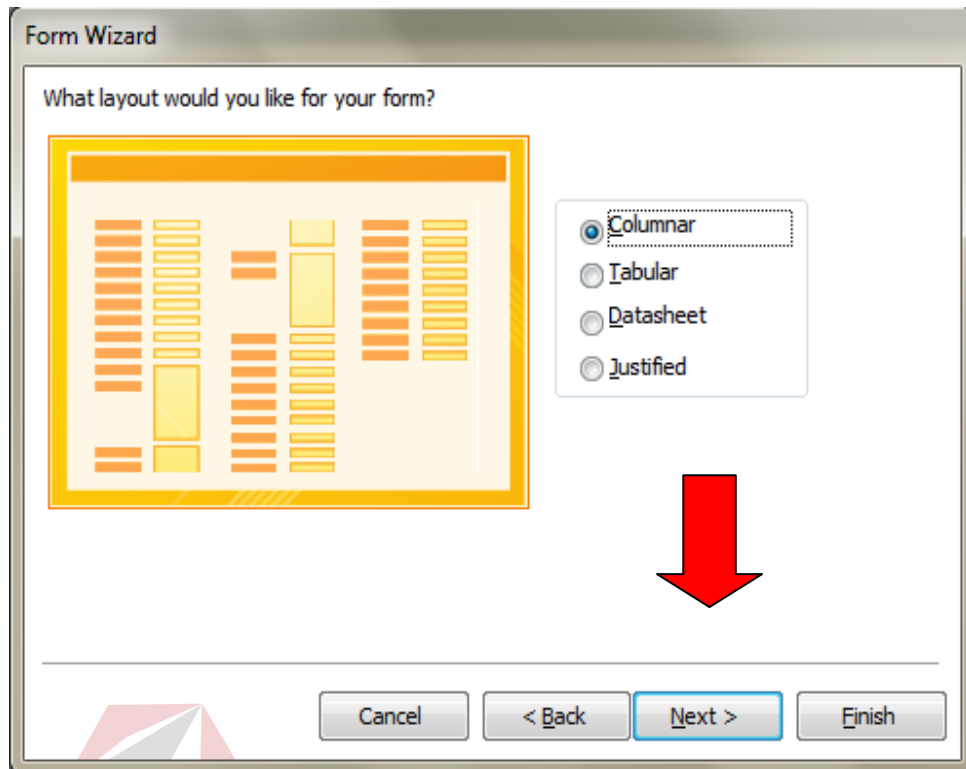 Form Wizard
What layout would you like for your form?
Columnar
Tabular
Datasheet
Justified
Cancel
< Back
Next >
Finish